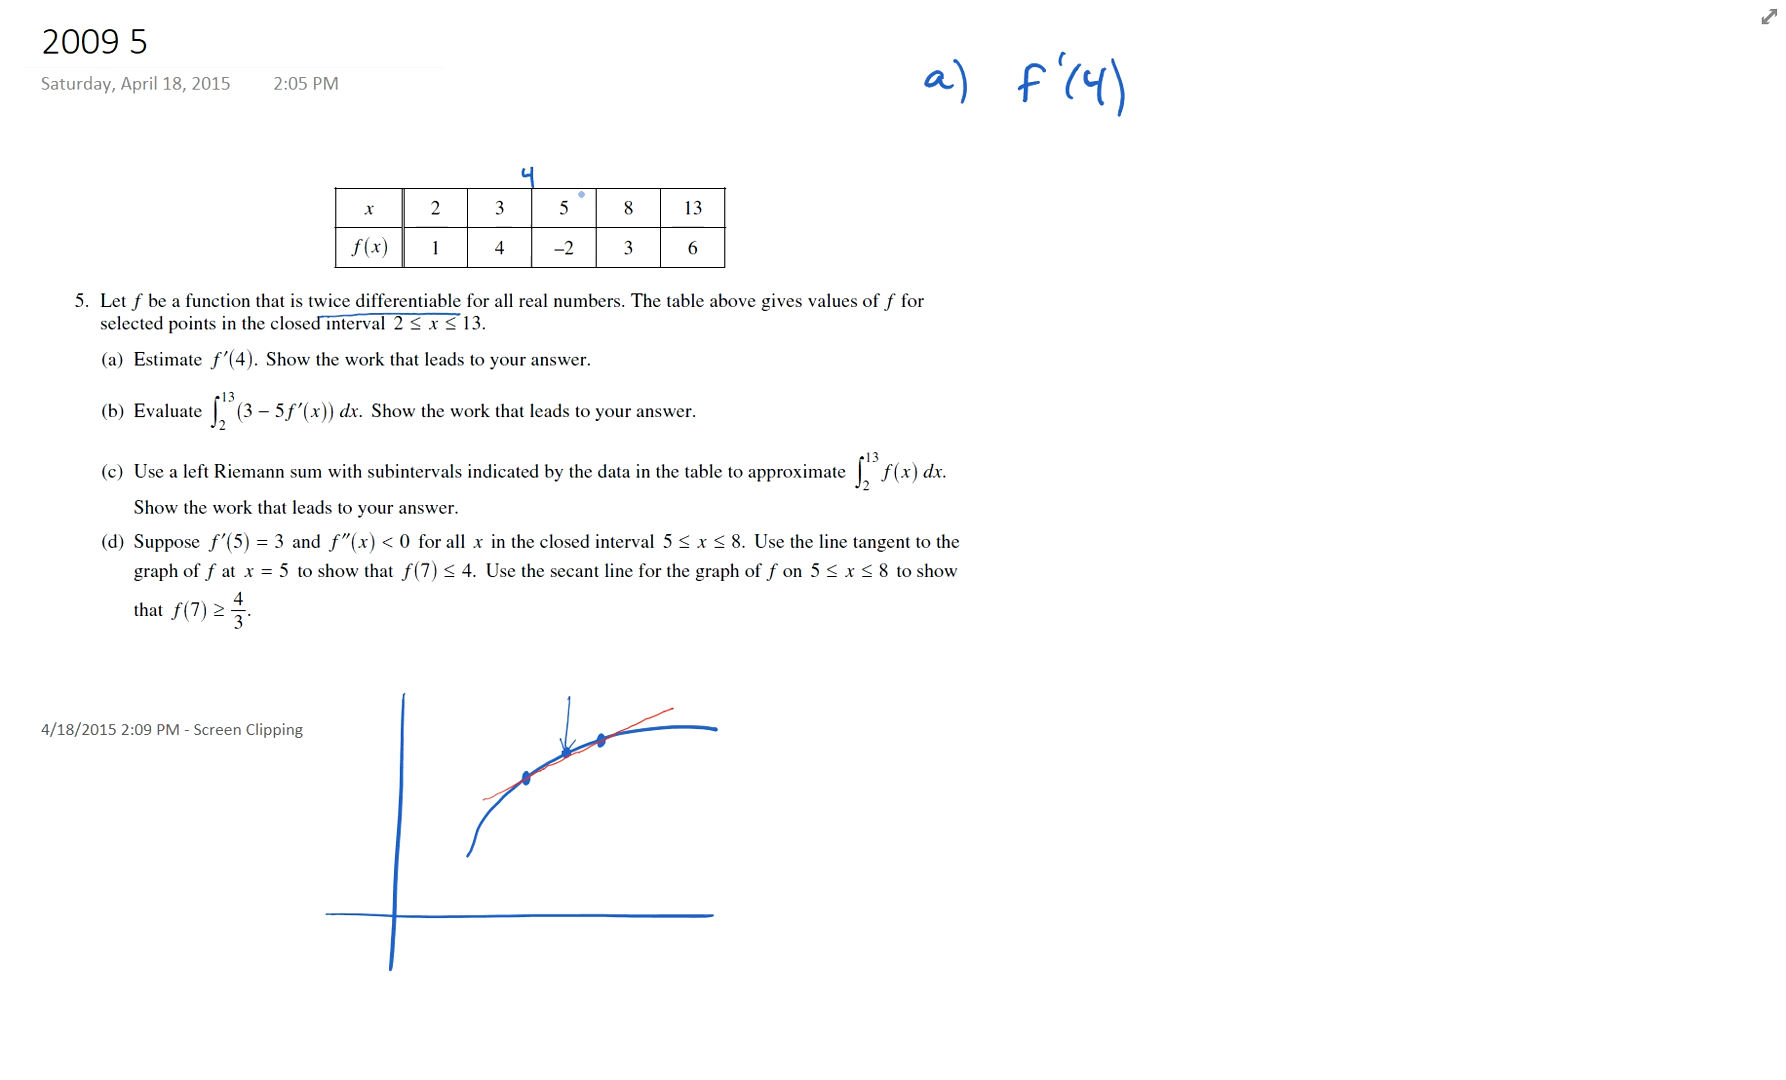 2009 5
Saturday, April 18, 2015 2:05 PM
a) f'(4)
4
x 2 3 5 8 13
f(x) 1 4 –2 3 6
5. Let f be a function that is twice differentiable for all real numbers. The table above gives values of f for
selected points in the closed interval 2 ≤ x ≤ 13.
(a) Estimate f′(4). Show the work that leads to your answer.
(b) Evaluate ∫₂¹³ (3 – 5f′(x)) dx. Show the work that leads to your answer.
(c) Use a left Riemann sum with subintervals indicated by the data in the table to approximate ∫₂¹³ f(x) dx.
Show the work that leads to your answer.
(d) Suppose f′(5) = 3 and f″(x) < 0 for all x in the closed interval 5 ≤ x ≤ 8. Use the line tangent to the
graph of f at x = 5 to show that f(7) ≤ 4. Use the secant line for the graph of f on 5 ≤ x ≤ 8 to show
that f(7) ≥ 4/3.
4/18/2015 2:09 PM - Screen Clipping